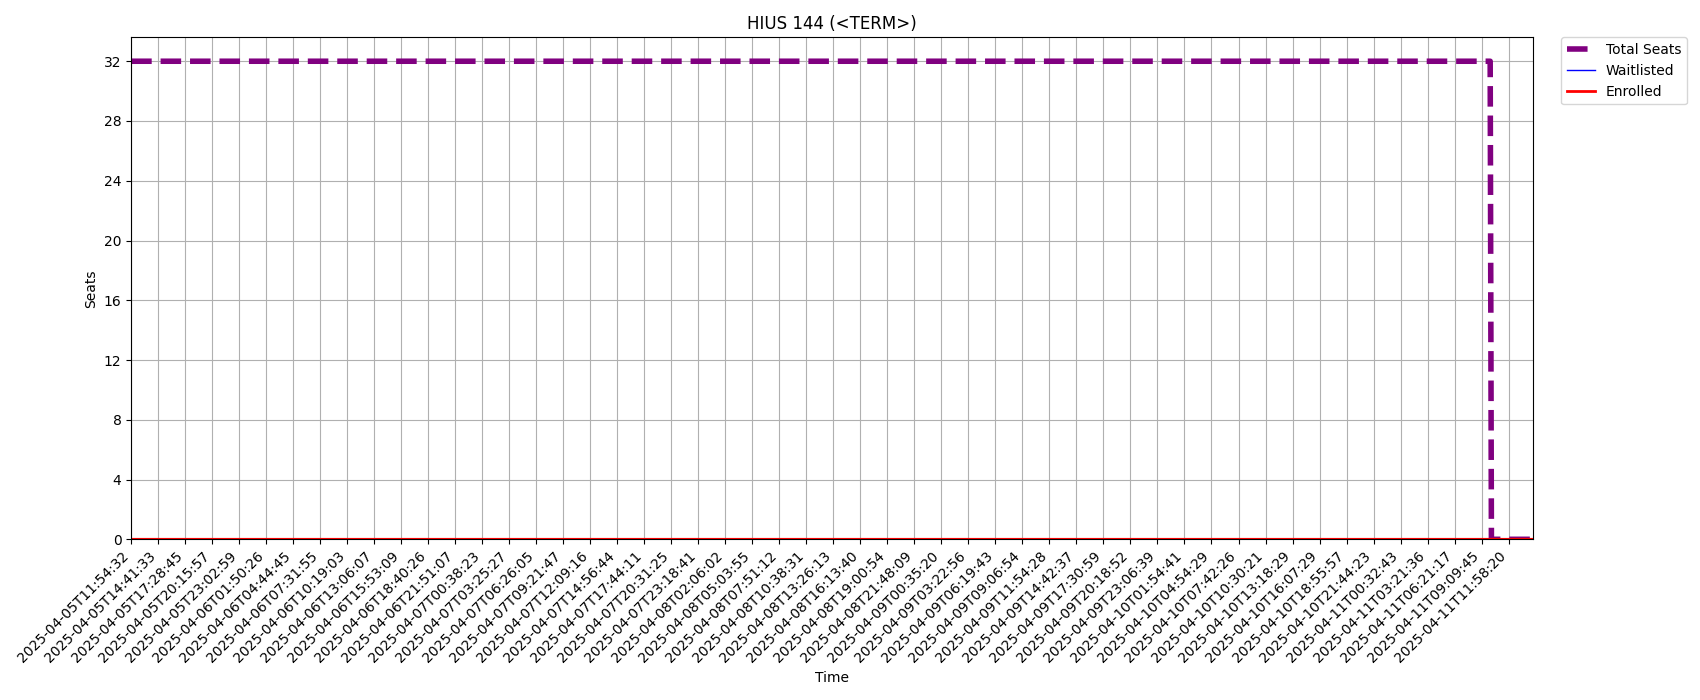 HIUS 144 (<TERM>)
Total Seats
Waitlisted
Enrolled
Seats
32
28
24
20
16
12
8
4
0
2025-04-05T11:54:32
2025-04-05T14:41:33
2025-04-05T17:28:45
2025-04-05T20:15:57
2025-04-05T23:02:59
2025-04-06T01:50:26
2025-04-06T04:44:45
2025-04-06T07:31:55
2025-04-06T10:19:03
2025-04-06T13:06:07
2025-04-06T15:53:09
2025-04-06T18:40:26
2025-04-06T21:51:07
2025-04-07T00:38:23
2025-04-07T03:25:27
2025-04-07T06:26:05
2025-04-07T09:21:47
2025-04-07T12:09:16
2025-04-07T14:56:44
2025-04-07T17:44:11
2025-04-07T20:31:25
2025-04-07T23:18:41
2025-04-08T02:06:02
2025-04-08T05:03:55
2025-04-08T07:51:12
2025-04-08T10:38:31
2025-04-08T13:26:13
2025-04-08T16:13:40
2025-04-08T19:00:54
2025-04-08T21:48:09
2025-04-09T00:35:20
2025-04-09T03:22:56
2025-04-09T06:19:43
2025-04-09T09:06:54
2025-04-09T11:54:28
2025-04-09T14:42:37
2025-04-09T17:30:59
2025-04-09T20:18:52
2025-04-09T23:06:39
2025-04-10T01:54:41
2025-04-10T04:54:29
2025-04-10T07:42:26
2025-04-10T10:30:21
2025-04-10T13:18:29
2025-04-10T16:07:29
2025-04-10T18:55:57
2025-04-10T21:44:23
2025-04-11T00:32:43
2025-04-11T03:21:36
2025-04-11T06:21:17
2025-04-11T09:09:45
2025-04-11T11:58:20
Time